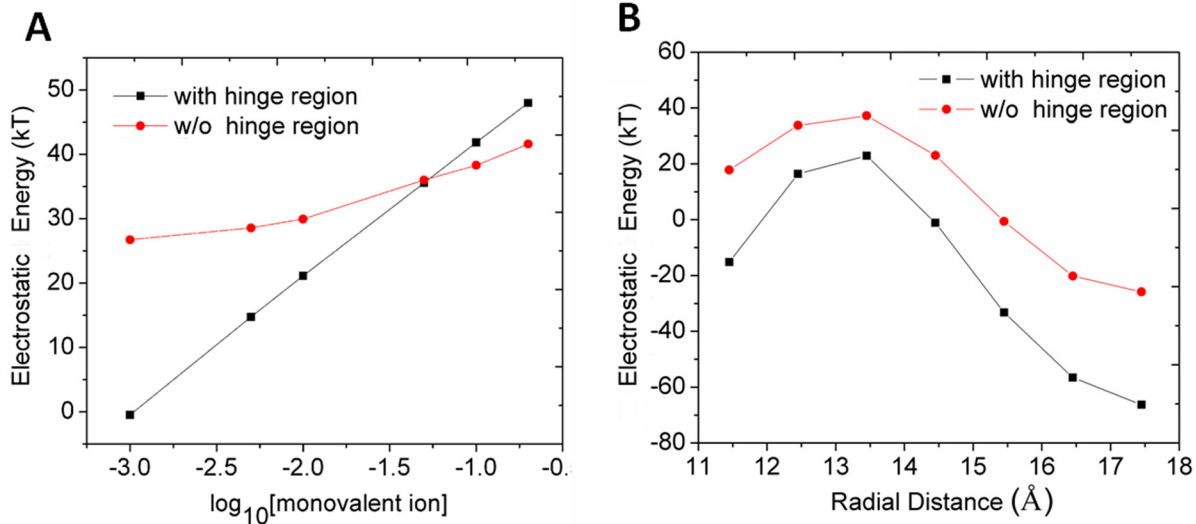 A
Electrostatic Energy (kT)
50
40
30
20
10
0
with hinge region
w/o hinge region
-3.0 -2.5 -2.0 -1.5 -1.0 -0.5
log10[monovalent ion]
B
Electrostatic Energy (kT)
60
40
20
0
-20
-40
-60
-80
with hinge region
w/o hinge region
11 12 13 14 15 16 17 18
Radial Distance (Å)